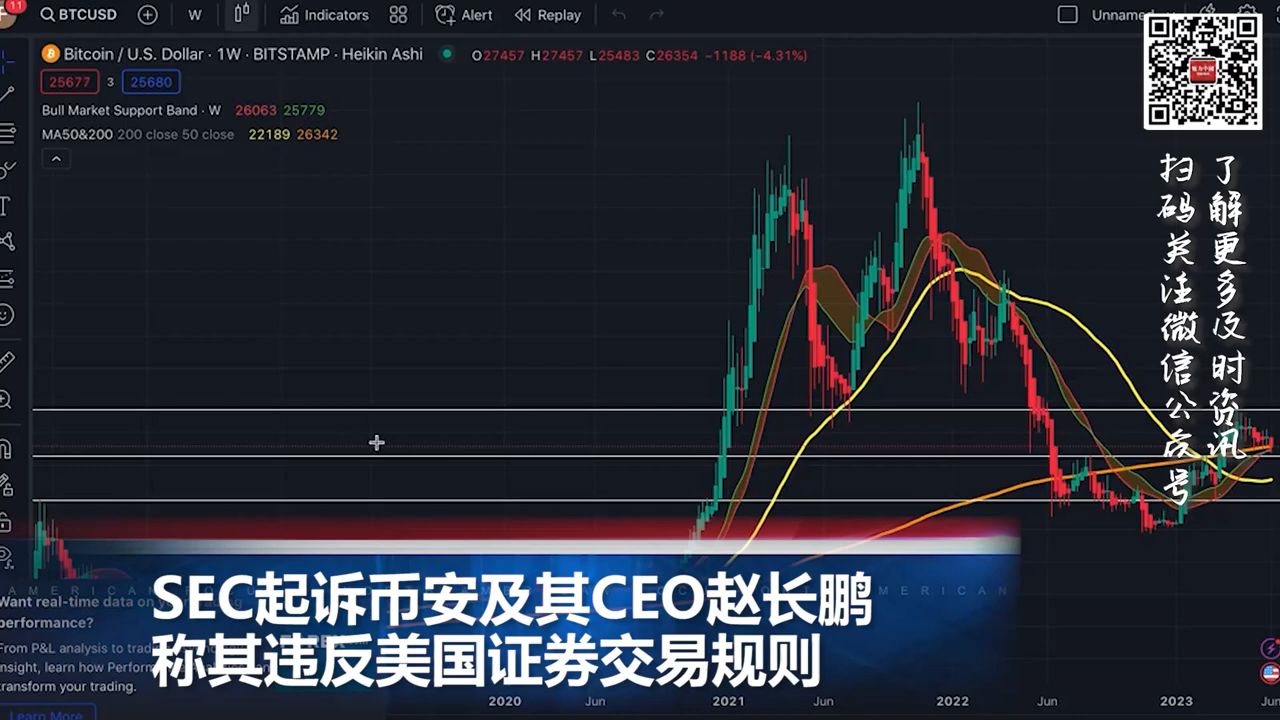 11
BTCUSD
W
Indicators
Alert
Replay
Unnamed
Bitcoin / U.S. Dollar · 1W · BITSTAMP · Heikin Ashi
O27457 H27457 L25483 C26354 −1188 (−4.31%)
25677 3 25680
Bull Market Support Band · W 26063 25779
MA50&200 200 close 50 close 22189 26342
了解更多及时资讯
扫码关注微信公众号
SEC起诉币安及其CEO赵长鹏
称其违反美国证券交易规则
Want real-time data on
performance?
From P&L analysis to
insight, learn how
transform your trading.
Learn More
2020 Jun 2021 Jun 2022 Jun 2023